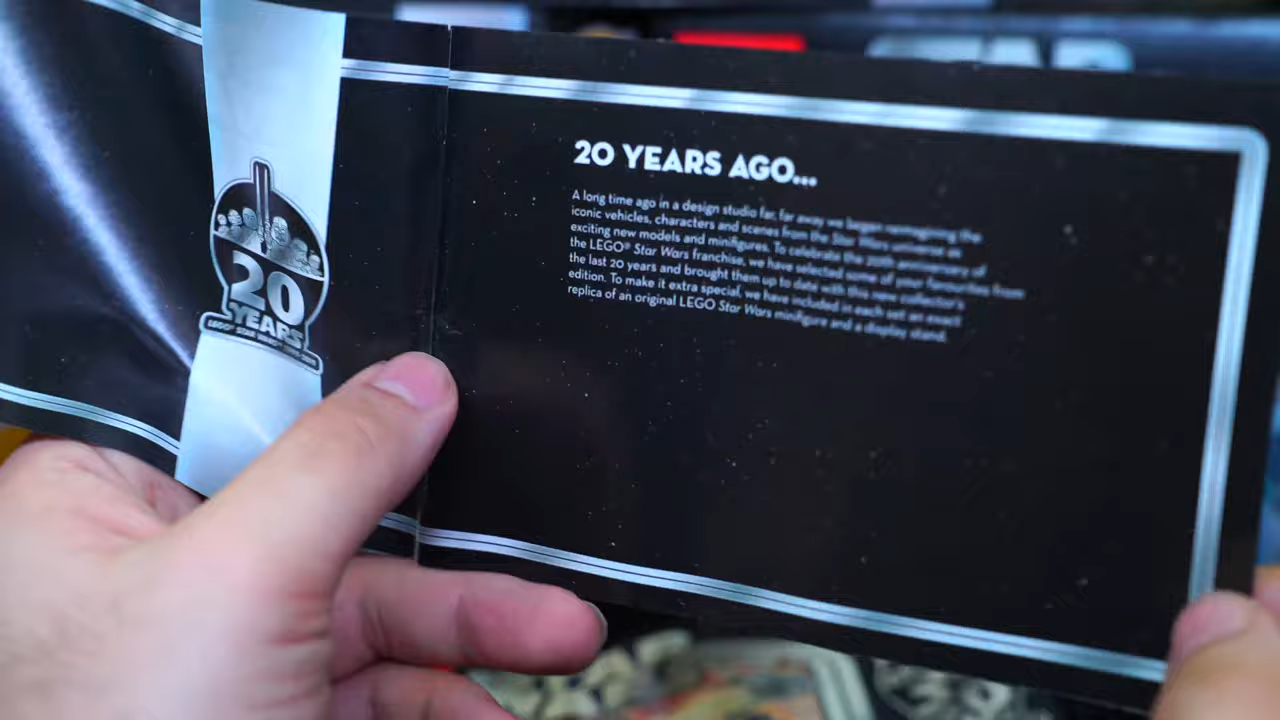 20 YEARS AGO...
A long time ago in a design studio far, far away we began reimagining the
iconic vehicles, characters and scenes from the Star Wars universe as
exciting new models and minifigures. To celebrate the 20th anniversary of
the LEGO® Star Wars franchise, we have selected some of your favourites from
the last 20 years and brought them up to date with this new collector's
edition. To make it extra special, we have included in each set an exact
replica of an original LEGO Star Wars minifigure and a display stand.
20
YEARS
LEGO® STAR WARS™